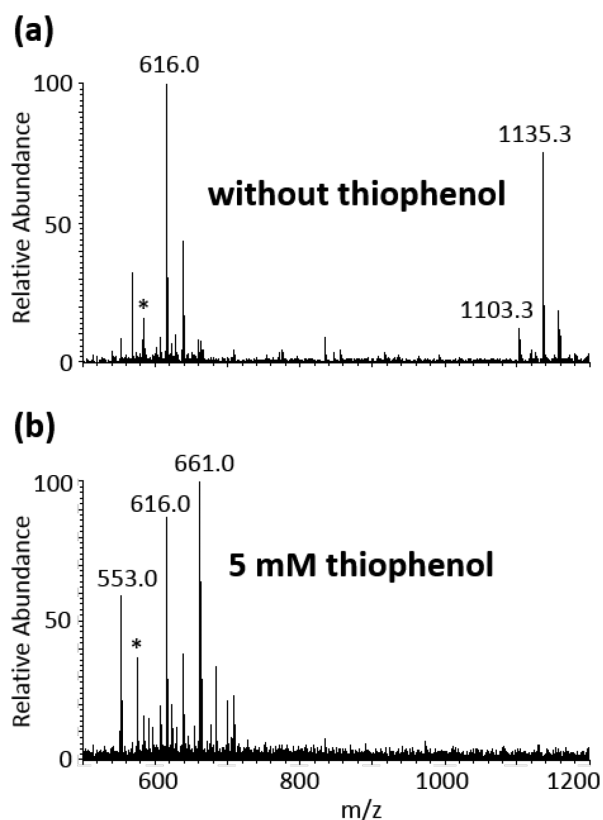 (a)
616.0
100
1135.3
Relative Abundance
without thiophenol
50
1103.3
*
0
(b)
661.0
100
616.0
Relative Abundance
5 mM thiophenol
553.0
*
50
0
600
800
1000
1200
m/z